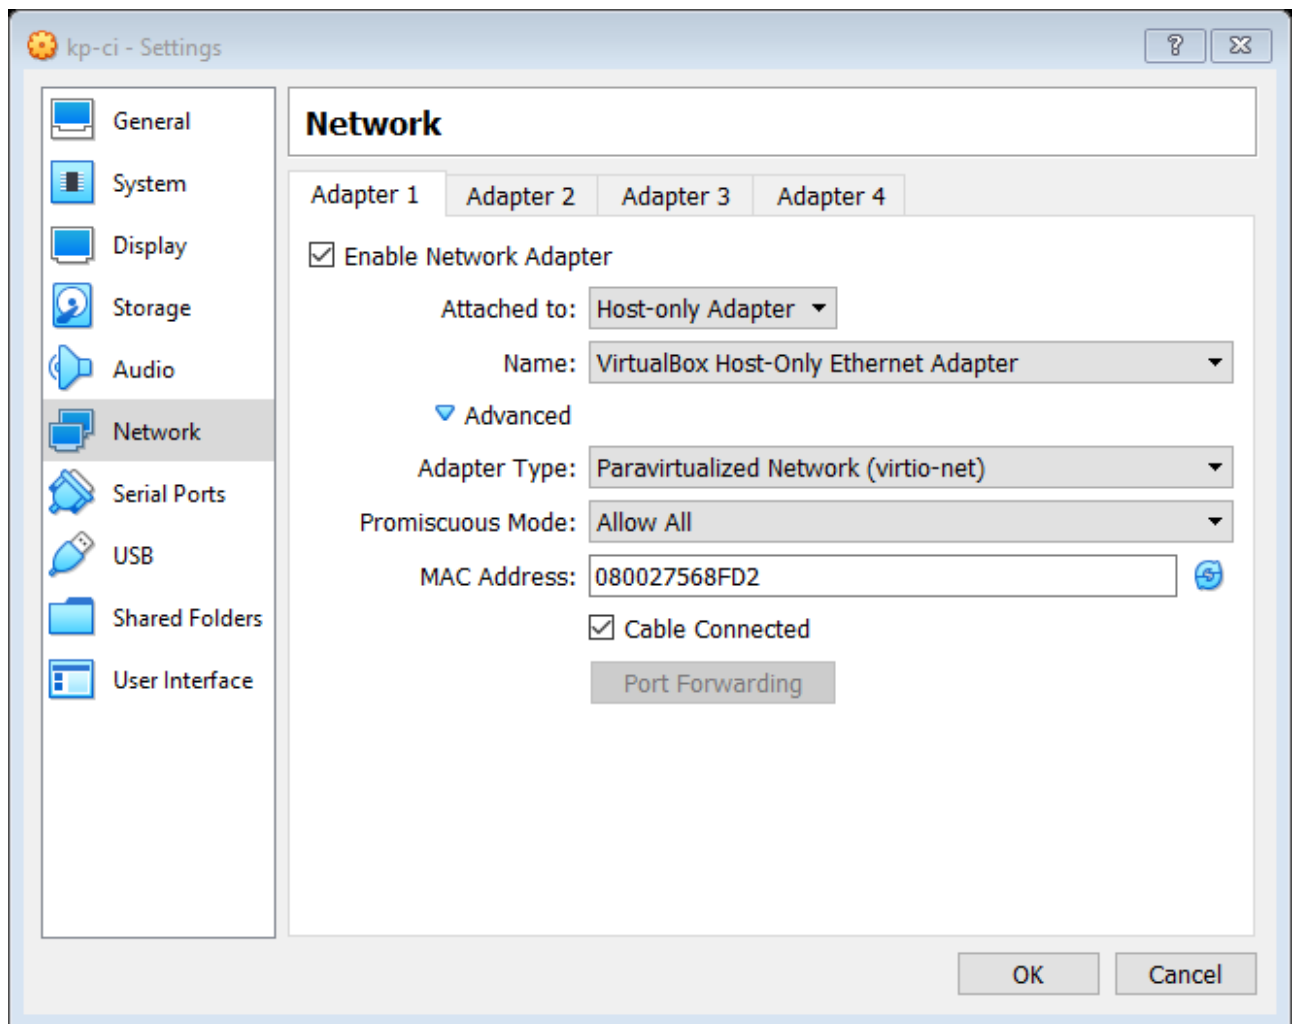 kp-ci - Settings
General
System
Display
Storage
Audio
Network
Serial Ports
USB
Shared Folders
User Interface
Network
Adapter 1 Adapter 2 Adapter 3 Adapter 4
Enable Network Adapter
Attached to: Host-only Adapter
Name: VirtualBox Host-Only Ethernet Adapter
Advanced
Adapter Type: Paravirtualized Network (virtio-net)
Promiscuous Mode: Allow All
MAC Address: 080027568FD2
Cable Connected
Port Forwarding
OK Cancel